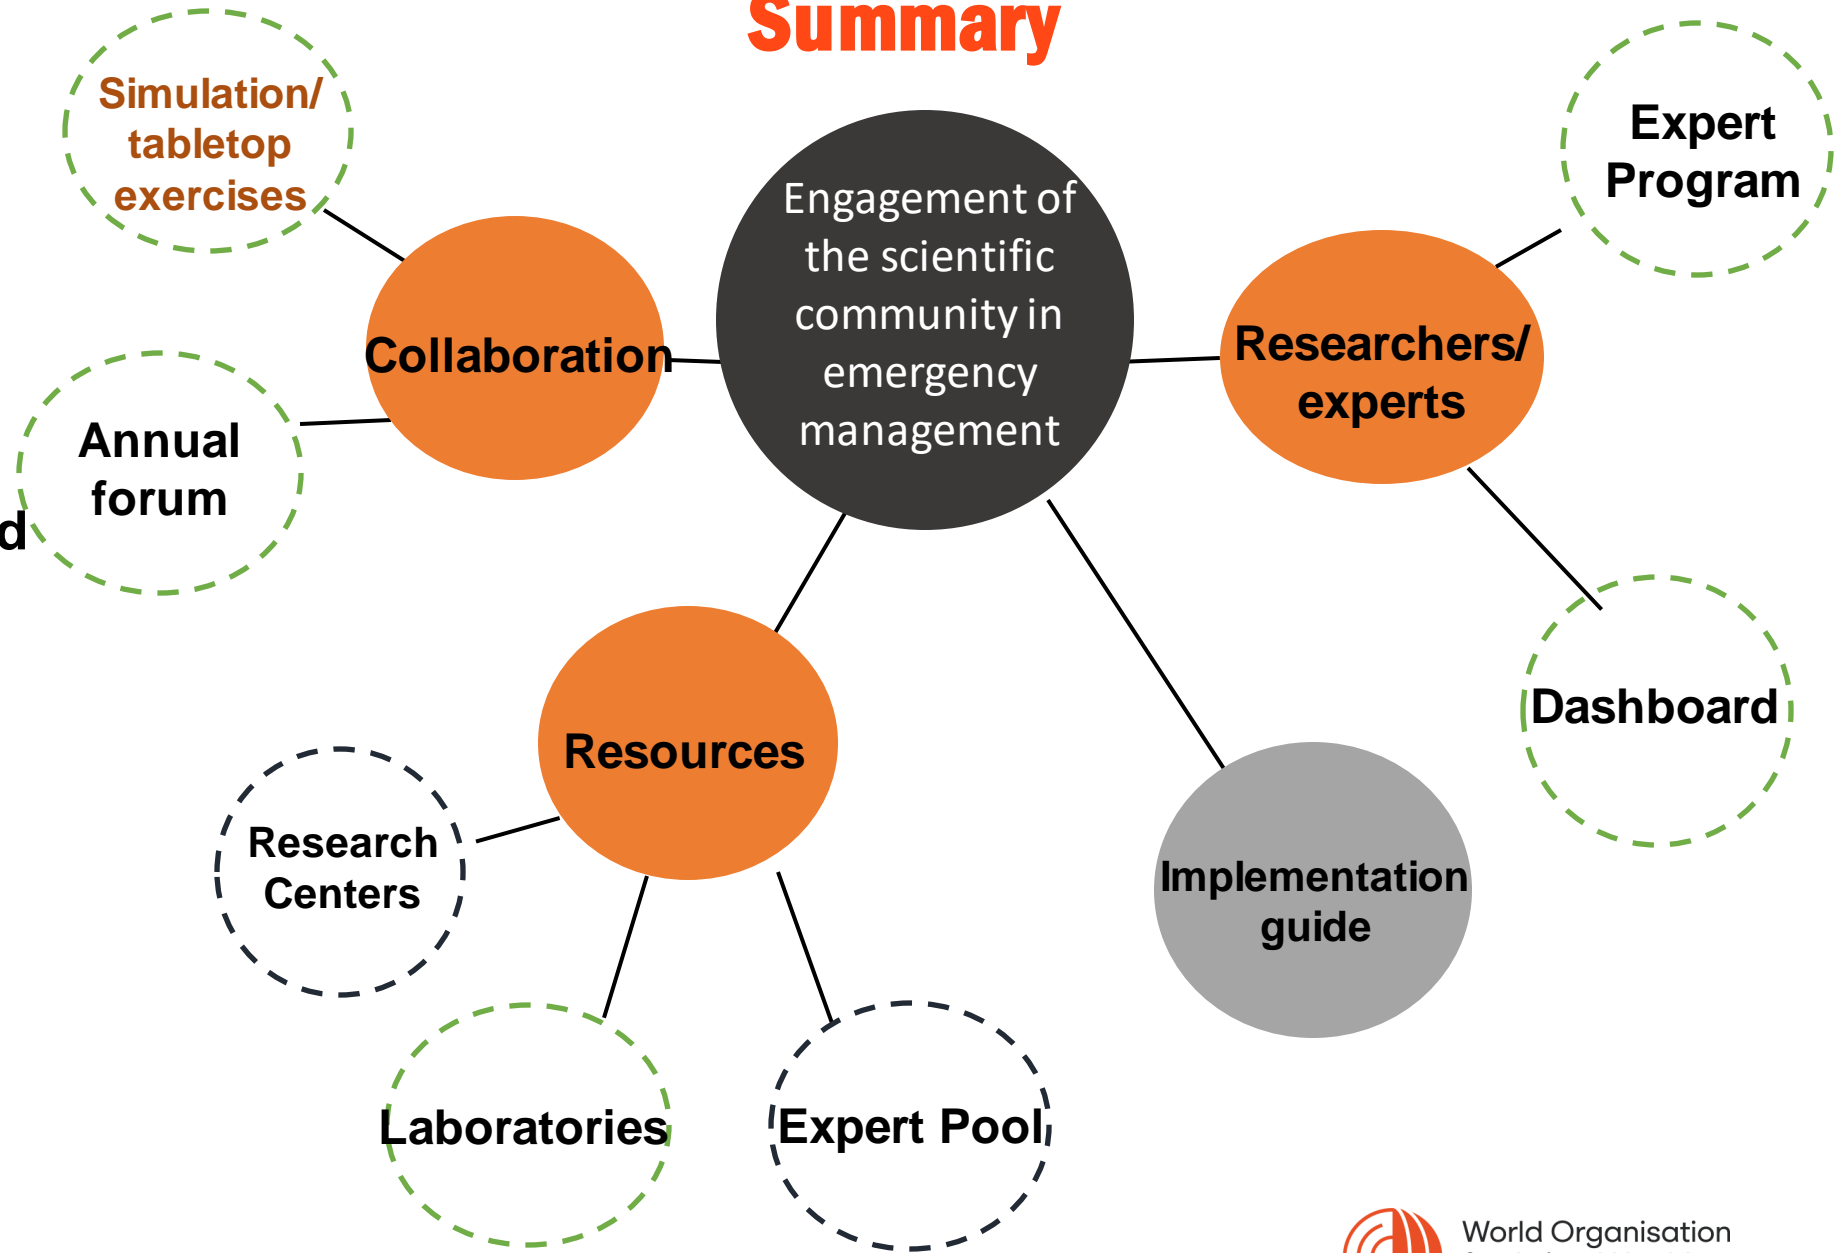 Summary
Simulation/
tabletop
exercises
Expert
Program
Engagement of
the scientific
community in
emergency
management
Collaboration
Researchers/
experts
Annual
forum
d
Dashboard
Resources
Research
Centers
Implementation
guide
Laboratories
Expert Pool
World Organisation